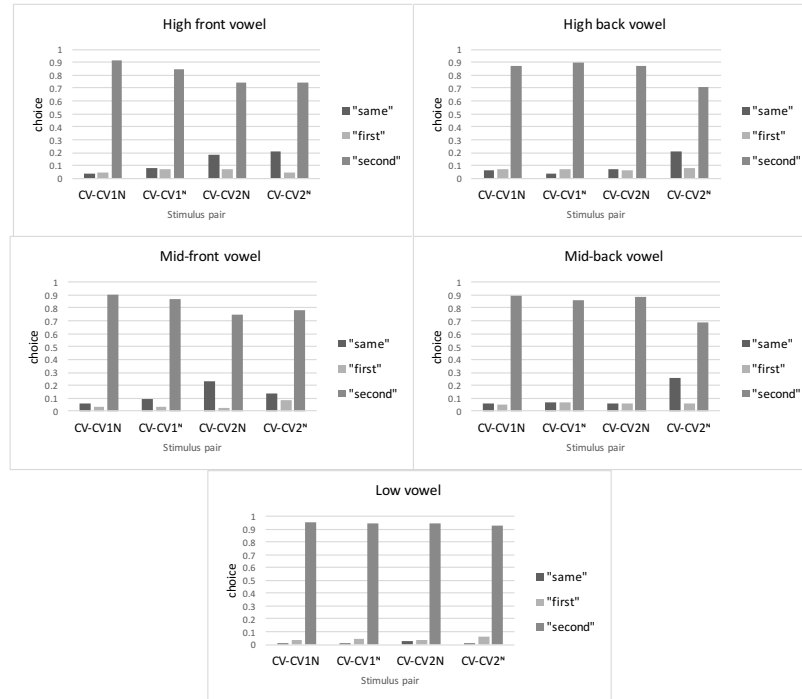 High front vowel
1
0.9
0.8
0.7
0.6
0.5
0.4
0.3
0.2
0.1
0
choice
CV-CV1N CV-CV1ᴺ CV-CV2N CV-CV2ᴺ
Stimulus pair
"same"
"first"
"second"
High back vowel
1
0.9
0.8
0.7
0.6
0.5
0.4
0.3
0.2
0.1
0
choice
CV-CV1N CV-CV1ᴺ CV-CV2N CV-CV2ᴺ
Stimulus pair
"same"
"first"
"second"
Mid-front vowel
1
0.9
0.8
0.7
0.6
0.5
0.4
0.3
0.2
0.1
0
choice
CV-CV1N CV-CV1ᴺ CV-CV2N CV-CV2ᴺ
Stimulus pair
"same"
"first"
"second"
Mid-back vowel
1
0.9
0.8
0.7
0.6
0.5
0.4
0.3
0.2
0.1
0
choice
CV-CV1N CV-CV1ᴺ CV-CV2N CV-CV2ᴺ
Stimulus pair
"same"
"first"
"second"
Low vowel
1
0.9
0.8
0.7
0.6
0.5
0.4
0.3
0.2
0.1
0
choice
CV-CV1N CV-CV1ᴺ CV-CV2N CV-CV2ᴺ
Stimulus pair
"same"
"first"
"second"